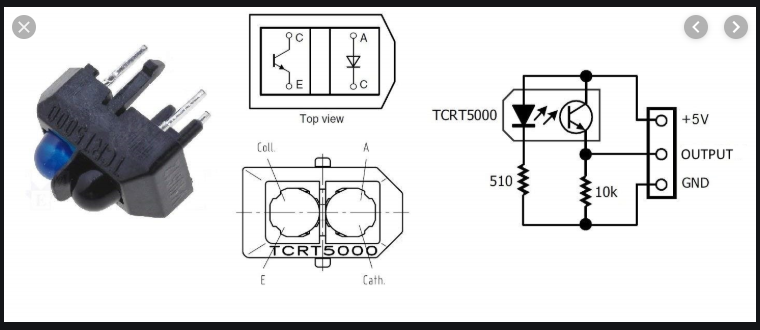 TCRT5000
C
A
E
C
Top view
Coll.
A
TCRT5000
E
Cath.
TCRT5000
+5V
OUTPUT
GND
510
10k